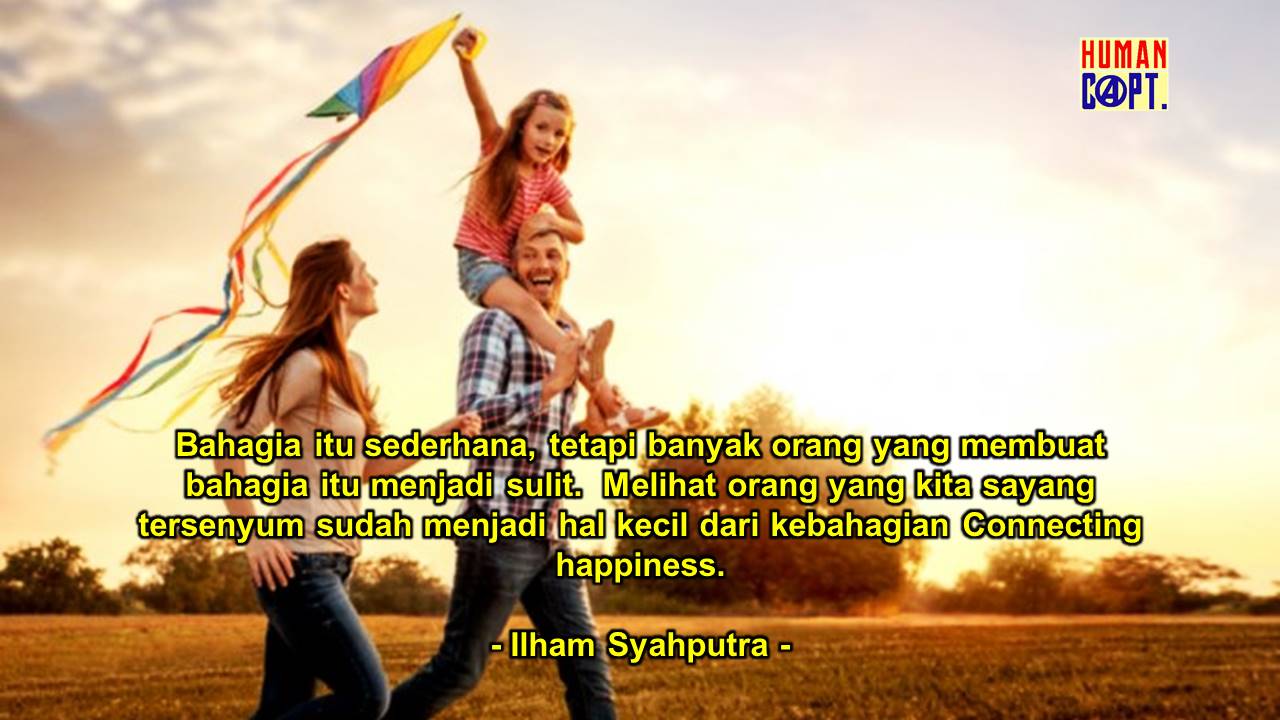 HUMAN
C@PT.
Bahagia itu sederhana, tetapi banyak orang yang membuat
bahagia itu menjadi sulit.  Melihat orang yang kita sayang
tersenyum sudah menjadi hal kecil dari kebahagian Connecting
happiness.
- Ilham Syahputra -